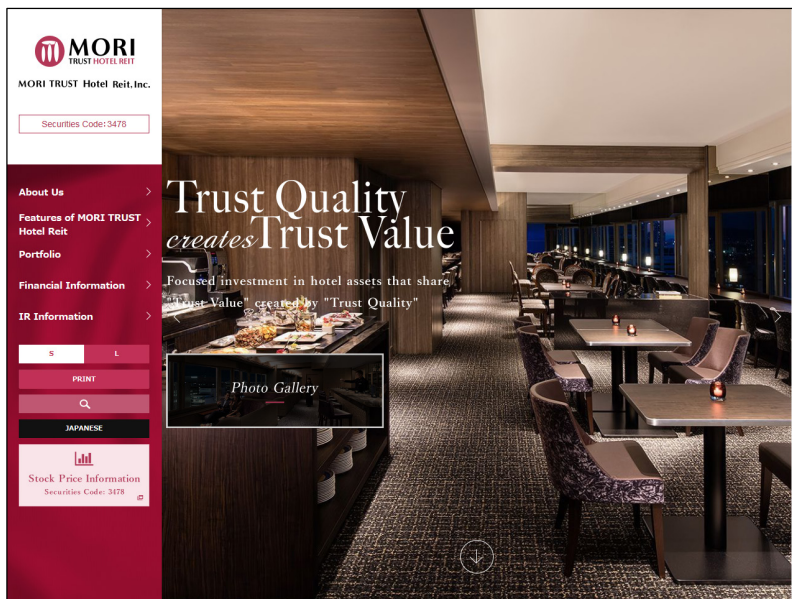 MORI
TRUST HOTEL REIT
MORI TRUST Hotel Reit, Inc.
Securities Code:3478
About Us
Features of MORI TRUST
Hotel Reit
Portfolio
Financial Information
IR Information
S
L
PRINT
JAPANESE
Stock Price Information
Securities Code: 3478
Trust Quality
creates Trust Value
Focused investment in hotel assets that share
"Trust Value" created by "Trust Quality"
Photo Gallery